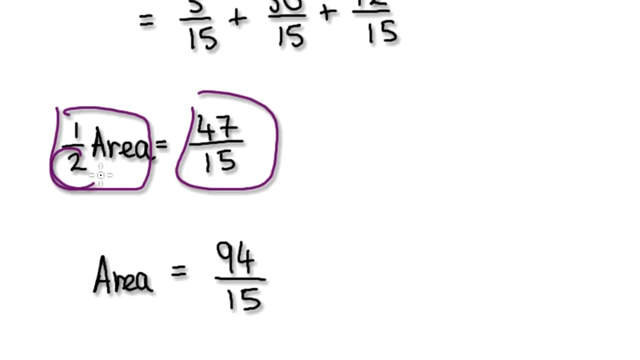 = 5/15 + 30/15 + 12/15
1/2 Area = 47/15
Area = 94/15